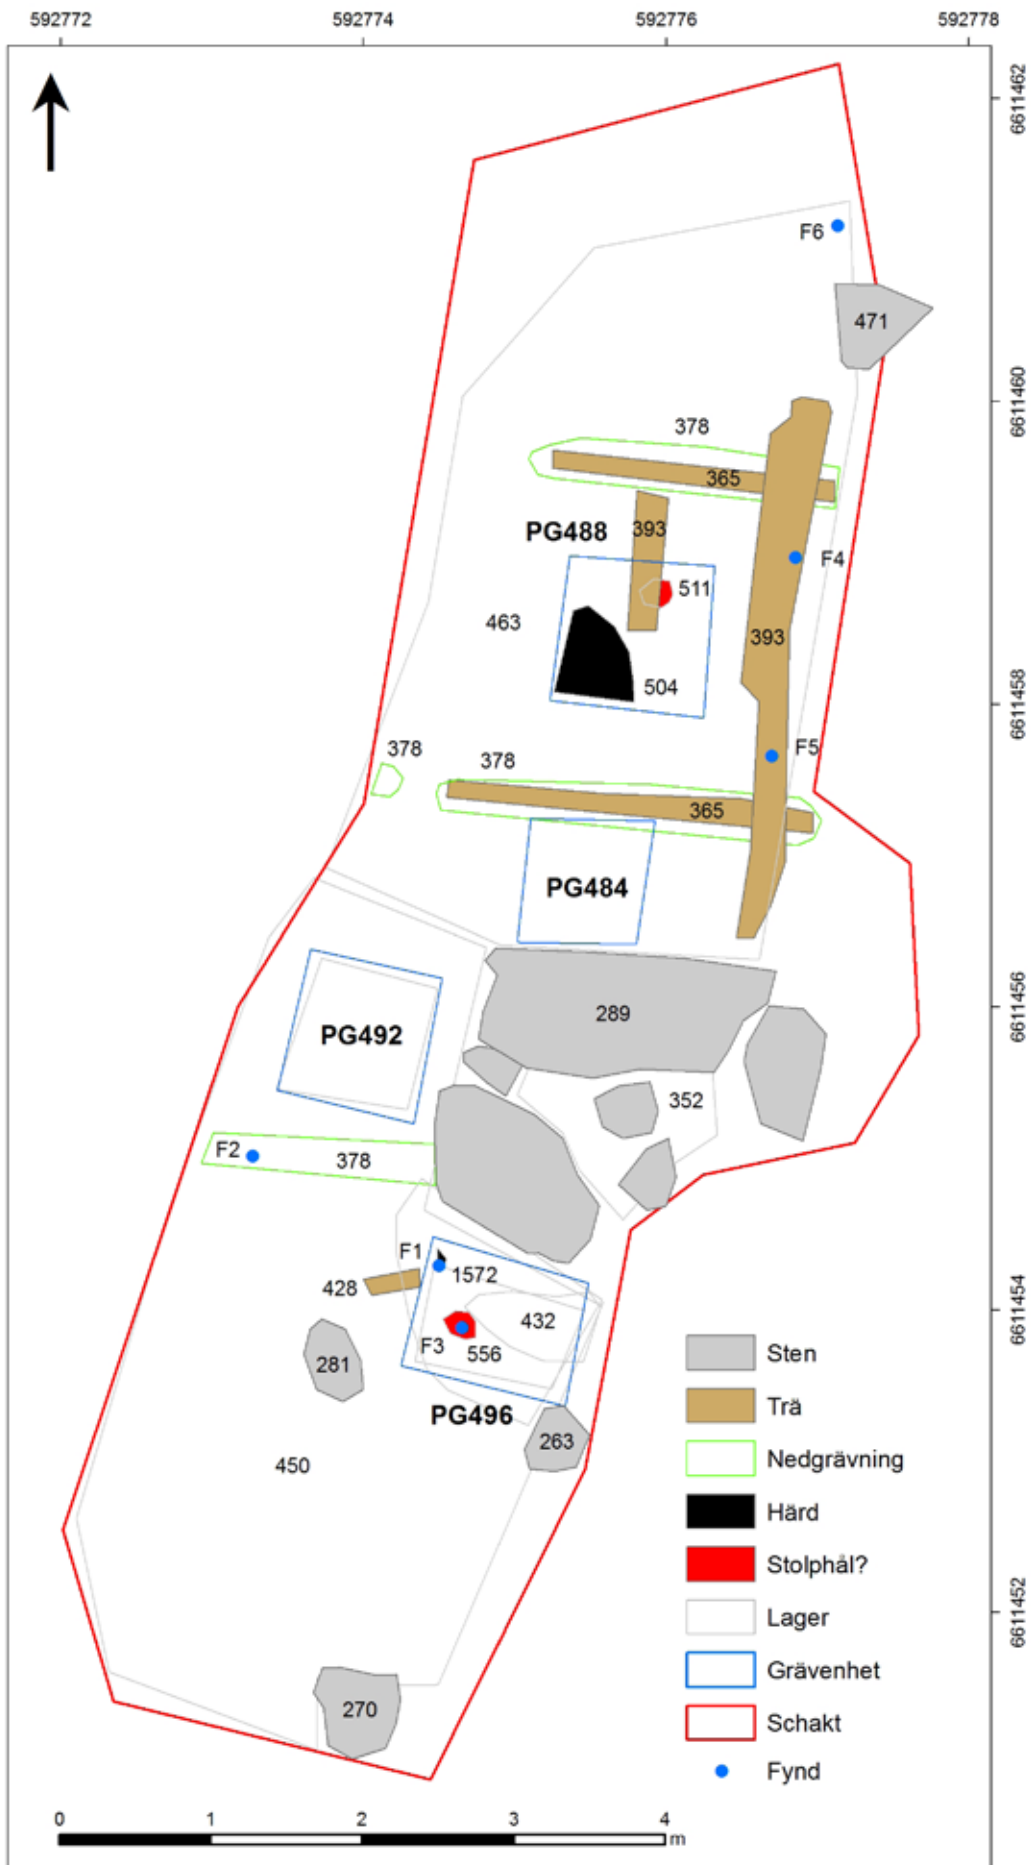 592772 592774 592776 592778
6611462
F6
471
6611460
378
365
PG488 393
F4
511
463
393
504
6611458
378 378 F5
365
PG484
6611456
289
PG492
352
F2 378
F1
1572
428
6611454
432
F3 556
281
Sten
PG496
Trä
263
450
Nedgrävning
Härd
Stolphål?
6611452
Lager
Grävenhet
270
Schakt
Fynd
0 1 2 3 4
m